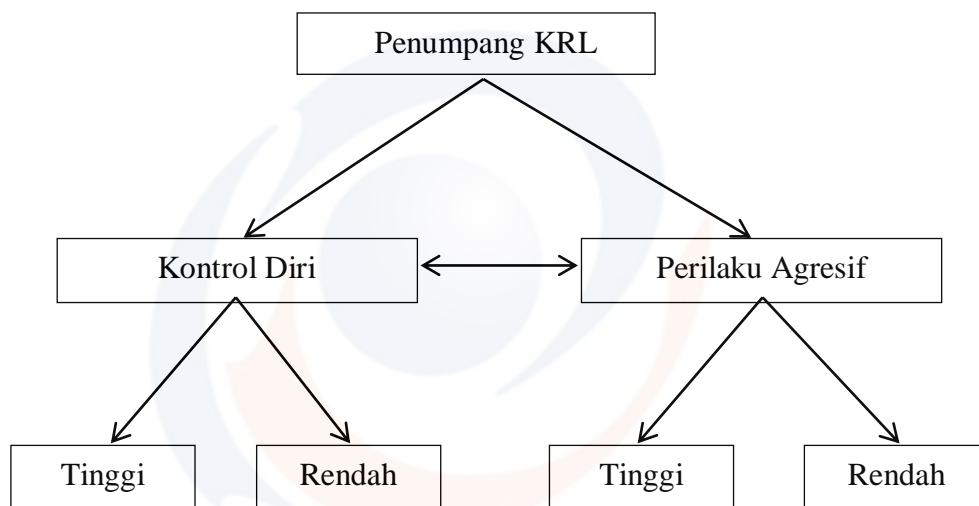 Penumpang KRL
Kontrol Diri
Perilaku Agresif
Tinggi
Rendah
Tinggi
Rendah